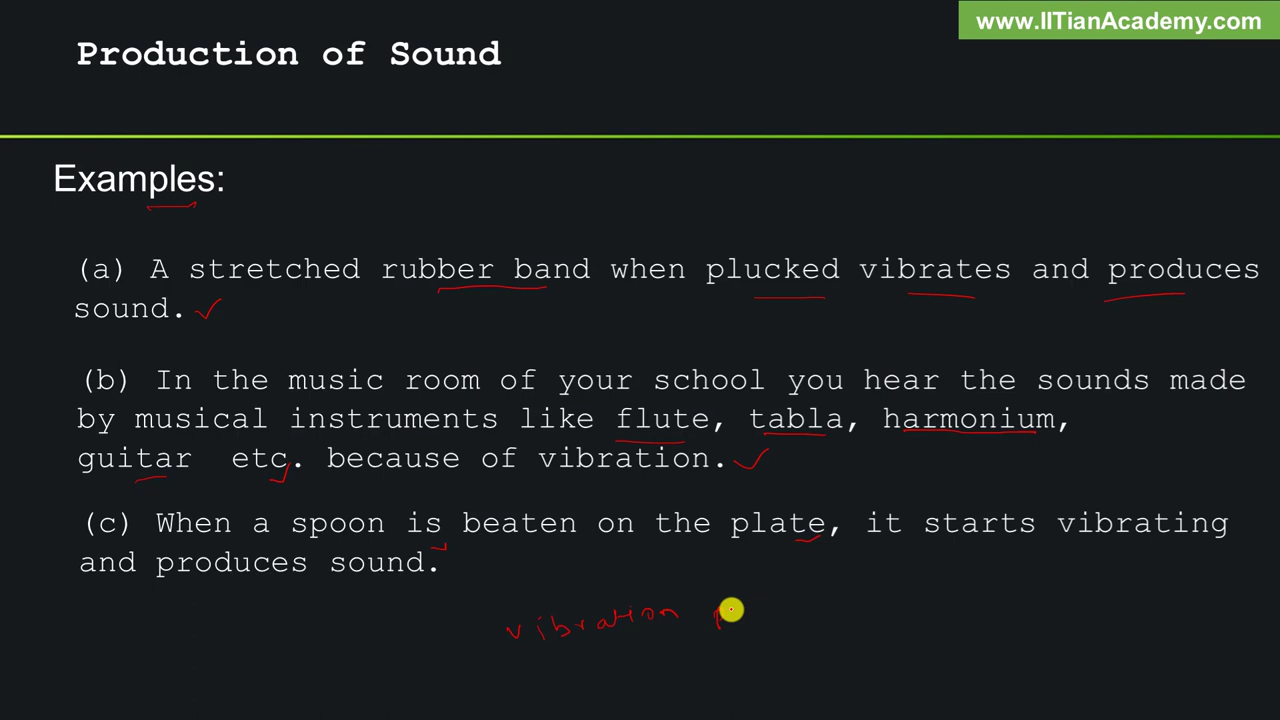 www.IITianAcademy.com
Production of Sound
Examples:
(a) A stretched rubber band when plucked vibrates and produces
sound.
(b) In the music room of your school you hear the sounds made
by musical instruments like flute, tabla, harmonium,
guitar etc. because of vibration.
(c) When a spoon is beaten on the plate, it starts vibrating
and produces sound.
vibration